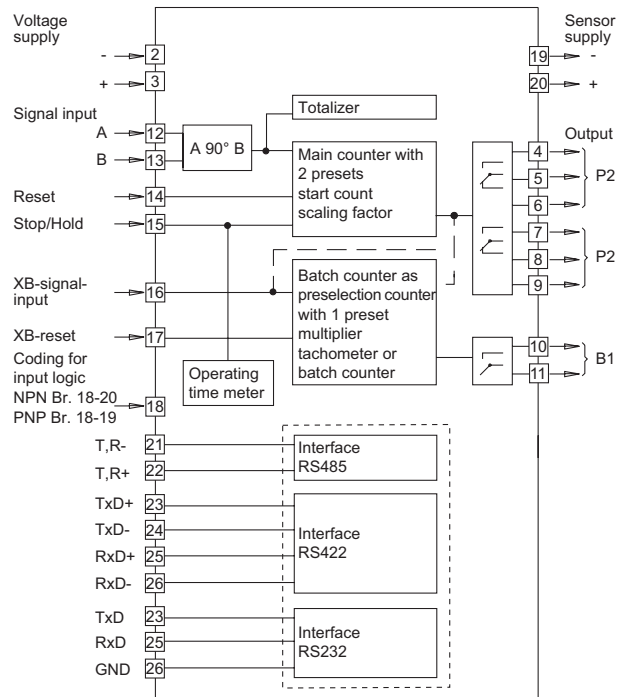 Voltage
supply
- 2
+ 3
Signal input
A 12
B 13
A 90° B
Reset 14
Stop/Hold 15
XB-signal-
input 16
XB-reset 17
Coding for
input logic
NPN Br. 18-20
PNP Br. 18-19
18
Totalizer
Main counter with
2 presets
start count
scaling factor
Batch counter as
preselection counter
with 1 preset
multiplier
tachometer or
batch counter
Operating
time meter
Sensor
supply
19 -
20 +
Output
4
5 P2
6
7
8 P2
9
10 B1
11
T,R- 21
T,R+ 22
Interface
RS485
TxD+ 23
TxD- 24
RxD+ 25
RxD- 26
Interface
RS422
TxD 23
RxD 25
GND 26
Interface
RS232